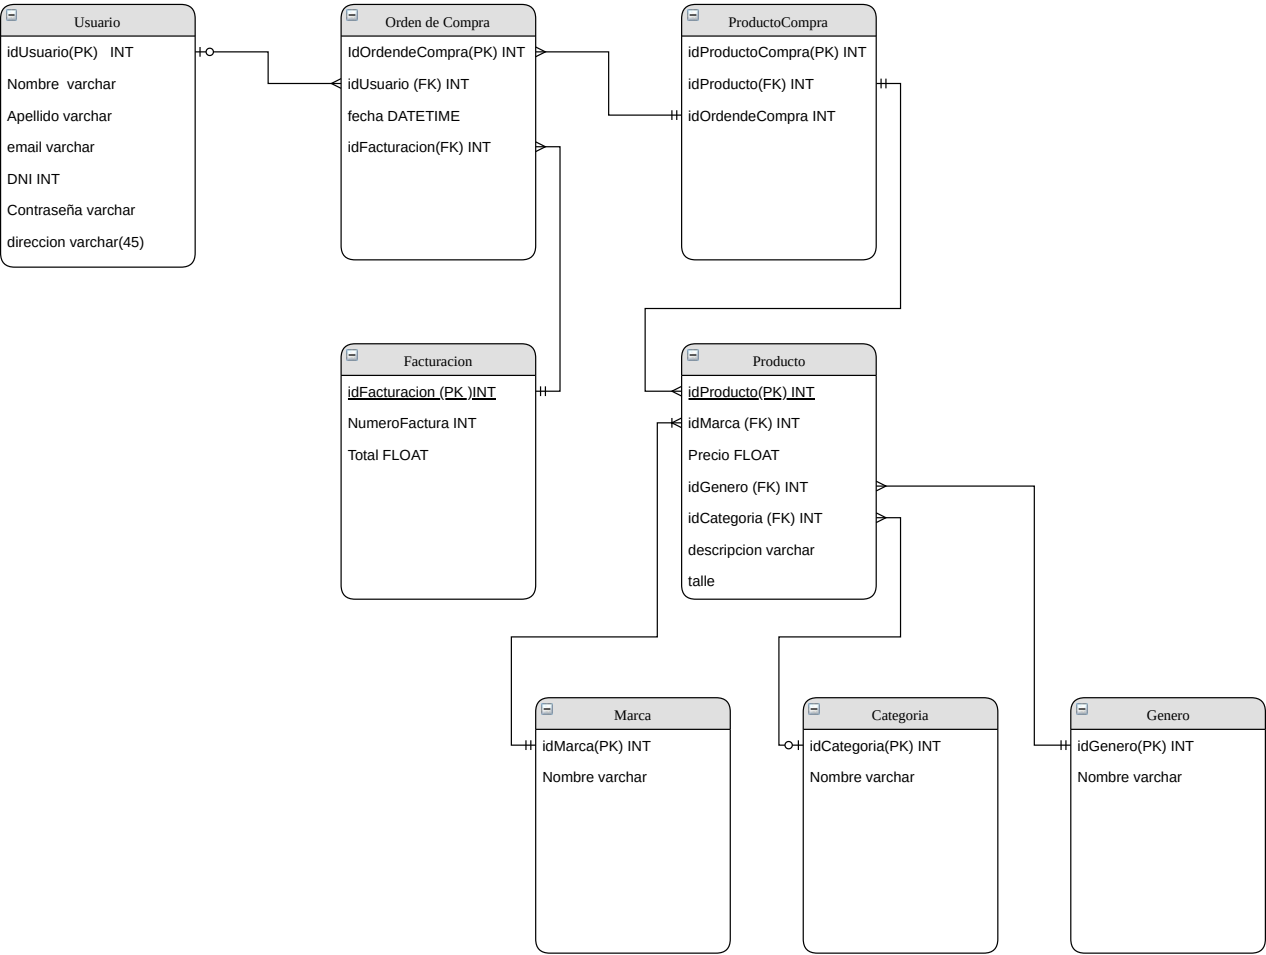 Usuario
idUsuario(PK)   INT
Nombre  varchar
Apellido varchar
email varchar
DNI INT
Contraseña varchar
direccion varchar(45)
Orden de Compra
IdOrdendeCompra(PK) INT
idUsuario (FK) INT
fecha DATETIME
idFacturacion(FK) INT
ProductoCompra
idProductoCompra(PK) INT
idProducto(FK) INT
idOrdendeCompra INT
Facturacion
idFacturacion (PK )INT
NumeroFactura INT
Total FLOAT
Producto
idProducto(PK) INT
idMarca (FK) INT
Precio FLOAT
idGenero (FK) INT
idCategoria (FK) INT
descripcion varchar
talle
Marca
idMarca(PK) INT
Nombre varchar
Categoria
idCategoria(PK) INT
Nombre varchar
Genero
idGenero(PK) INT
Nombre varchar